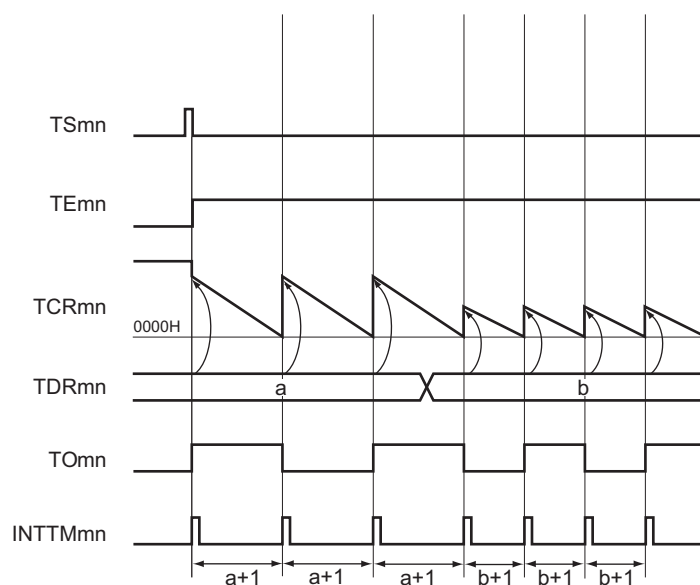 TSmn
TEmn
TCRmn
0000H
TDRmn
a
b
TOmn
INTTMmn
a+1 a+1 a+1 b+1 b+1 b+1